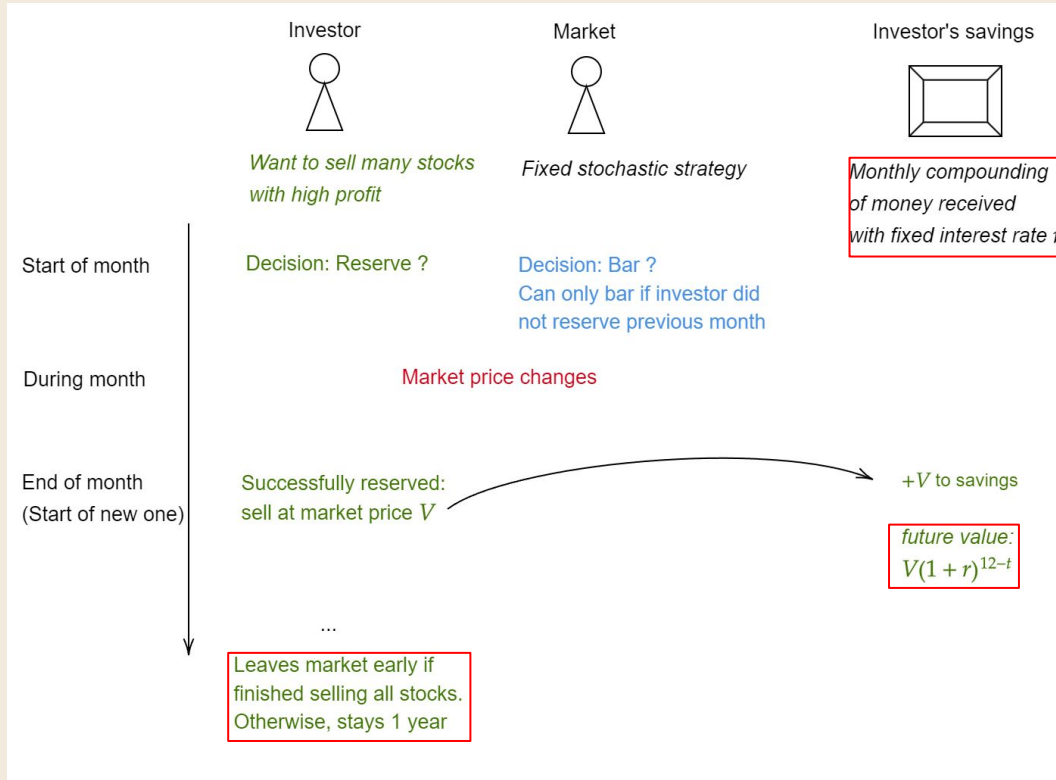 Investor
Market
Investor's savings
Want to sell many stocks
with high profit
Fixed stochastic strategy
Monthly compounding
of money received
with fixed interest rate
Start of month
Decision: Reserve ?
Decision: Bar ?
Can only bar if investor did
not reserve previous month
During month
Market price changes
End of month
(Start of new one)
Successfully reserved:
sell at market price V
+V to savings
future value:
V(1 + r)^{12−t}
...
Leaves market early if
finished selling all stocks.
Otherwise, stays 1 year